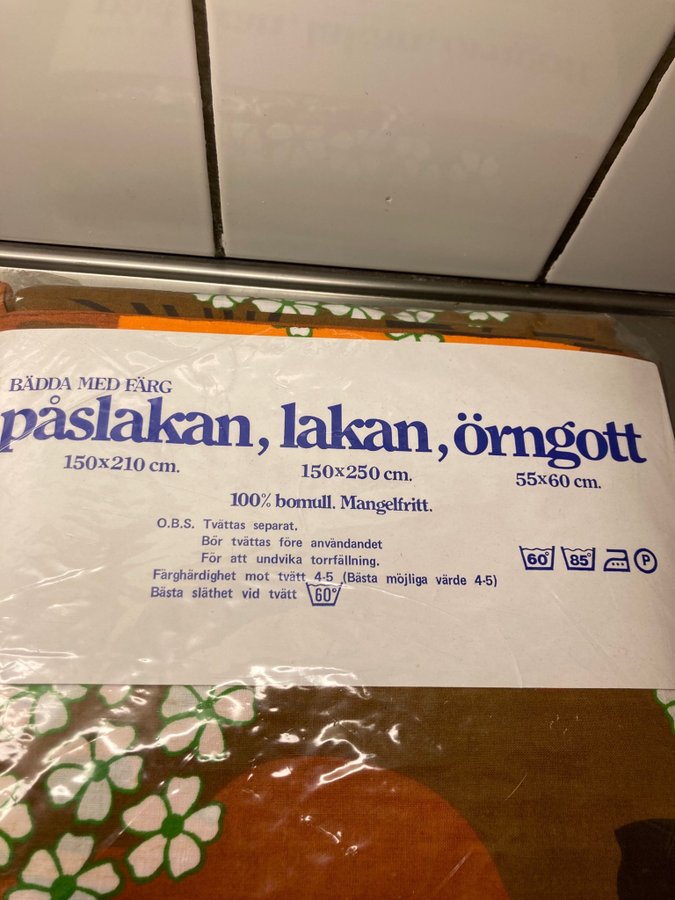 BÄDDA MED FÄRG
påslakan, lakan, örngott
150x210 cm. 150x250 cm. 55x60 cm.
100% bomull. Mangelfritt.
O.B.S. Tvättas separat.
Bör tvättas före användandet
För att undvika torrfällning.
Färghärdighet mot tvätt 4-5 (Bästa möjliga värde 4-5)
Bästa släthet vid tvätt 60°
60° 85° P